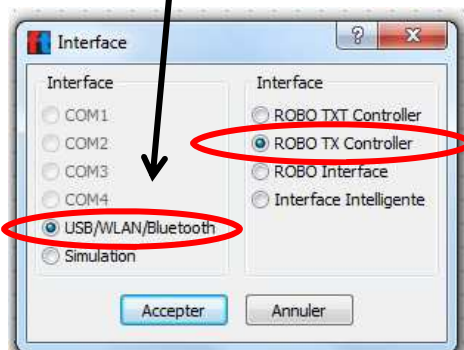 Interface
Interface
COM1
COM2
COM3
COM4
USB/WLAN/Bluetooth
Simulation
Interface
ROBO TXT Controller
ROBO TX Controller
ROBO Interface
Interface Intelligente
Accepter
Annuler